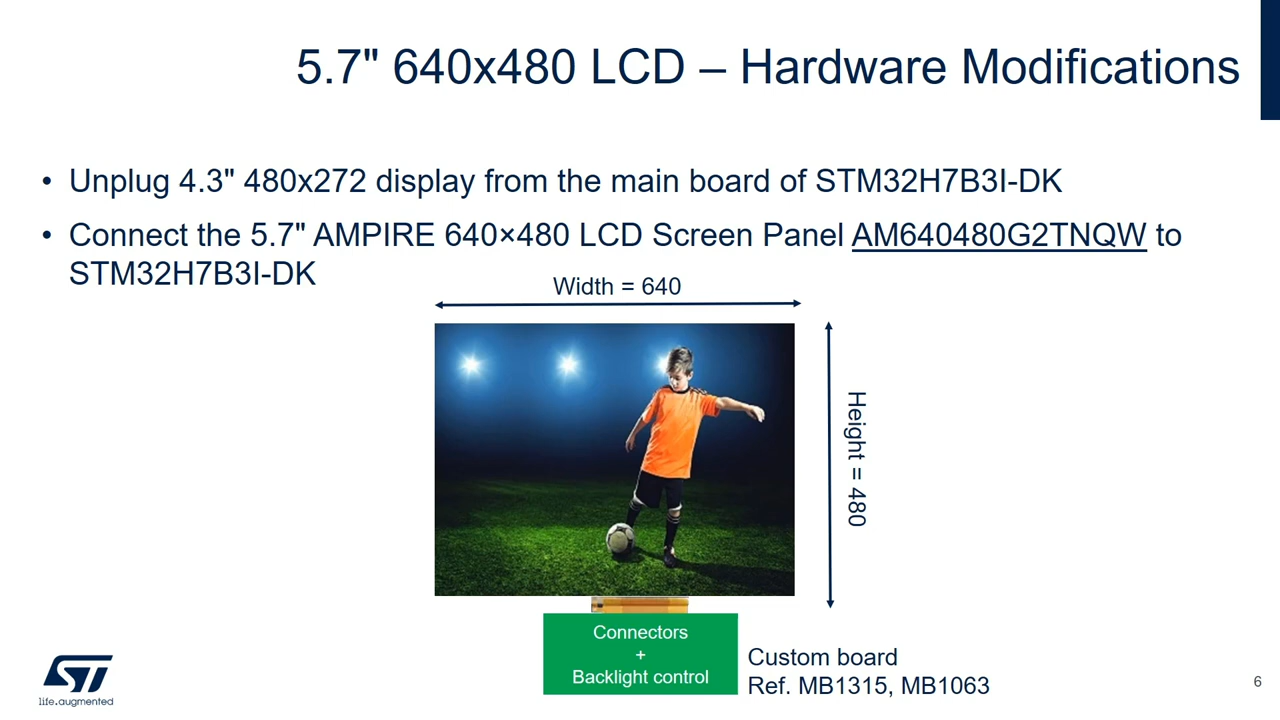 5.7" 640x480 LCD – Hardware Modifications
• Unplug 4.3" 480x272 display from the main board of STM32H7B3I-DK
• Connect the 5.7" AMPIRE 640×480 LCD Screen Panel AM640480G2TNQW to
STM32H7B3I-DK
Width = 640
Height = 480
Connectors
+
Backlight control
Custom board
Ref. MB1315, MB1063
ST
life.augmented
6